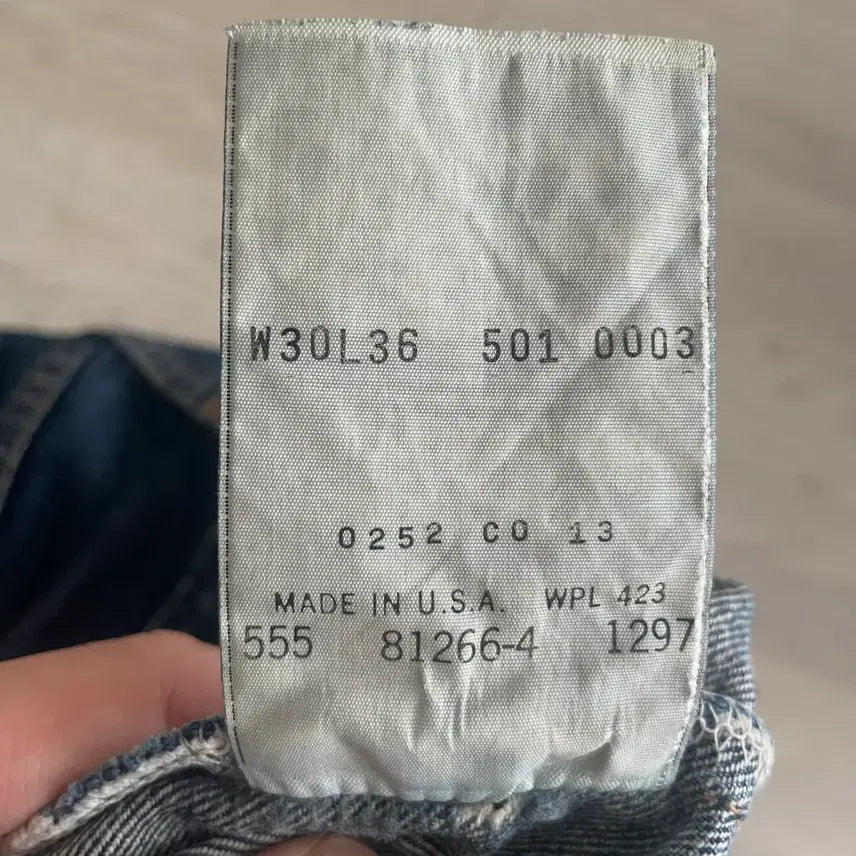 W30L36 501 0003
0252 CO 13
MADE IN U.S.A. WPL 423
555 81266-4 1297